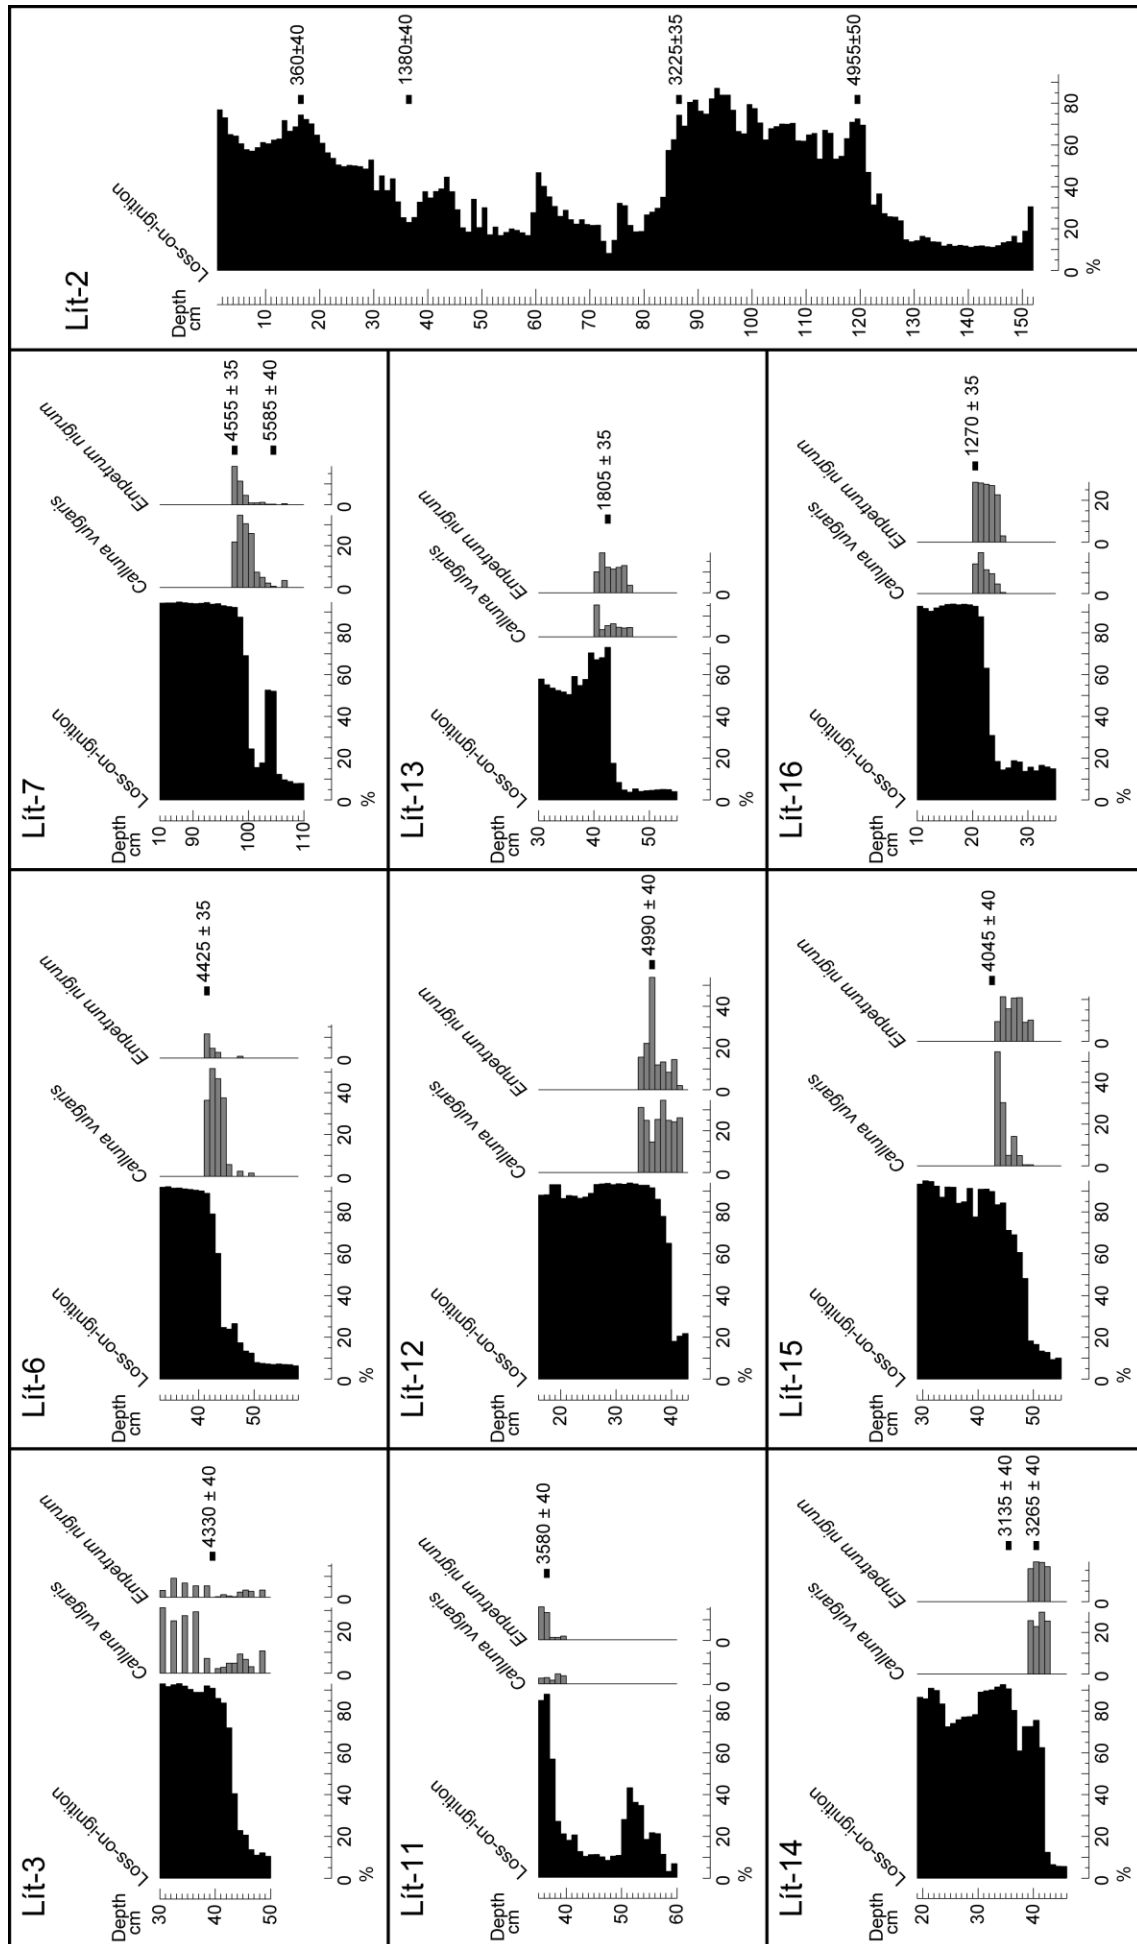 Lít-3
Depth
cm
Loss-on-ignition
Calluna vulgaris
Empetrum nigrum
30
40
50
4330 ± 40
0 20 40 60 80
%
0 20
0
Lít-6
Depth
cm
Loss-on-ignition
Calluna vulgaris
Empetrum nigrum
40
50
4425 ± 35
0 20 40 60 80
%
0 20 40
0
Lít-7
Depth
cm
Loss-on-ignition
Calluna vulgaris
Empetrum nigrum
10
90
100
110
4555 ± 35
5585 ± 40
0 20 40 60 80
%
0 20
0
Lít-11
Depth
cm
Loss-on-ignition
Calluna vulgaris
Empetrum nigrum
40
50
60
3580 ± 40
0 20 40 60 80
%
0
0
Lít-12
Depth
cm
Loss-on-ignition
Calluna vulgaris
Empetrum nigrum
20
30
40
4990 ± 40
0 20 40 60 80
%
0 20
0 20 40
Lít-13
Depth
cm
Loss-on-ignition
Calluna vulgaris
Empetrum nigrum
30
40
50
1805 ± 35
0 20 40 60
%
0
0
Lít-14
Depth
cm
Loss-on-ignition
Calluna vulgaris
Empetrum nigrum
20
30
40
3135 ± 40
3265 ± 40
0 20 40 60 80
%
0 20
0
Lít-15
Depth
cm
Loss-on-ignition
Calluna vulgaris
Empetrum nigrum
30
40
50
4045 ± 40
0 20 40 60 80
%
0 20 40
0
Lít-16
Depth
cm
Loss-on-ignition
Calluna vulgaris
Empetrum nigrum
10
20
30
1270 ± 35
0 20 40 60 80
%
0
0 20
Lít-2
Depth
cm
Loss-on-ignition
10
20
30
40
50
60
70
80
90
100
110
120
130
140
150
360±40
1380±40
3225±35
4955±50
0 20 40 60 80
%